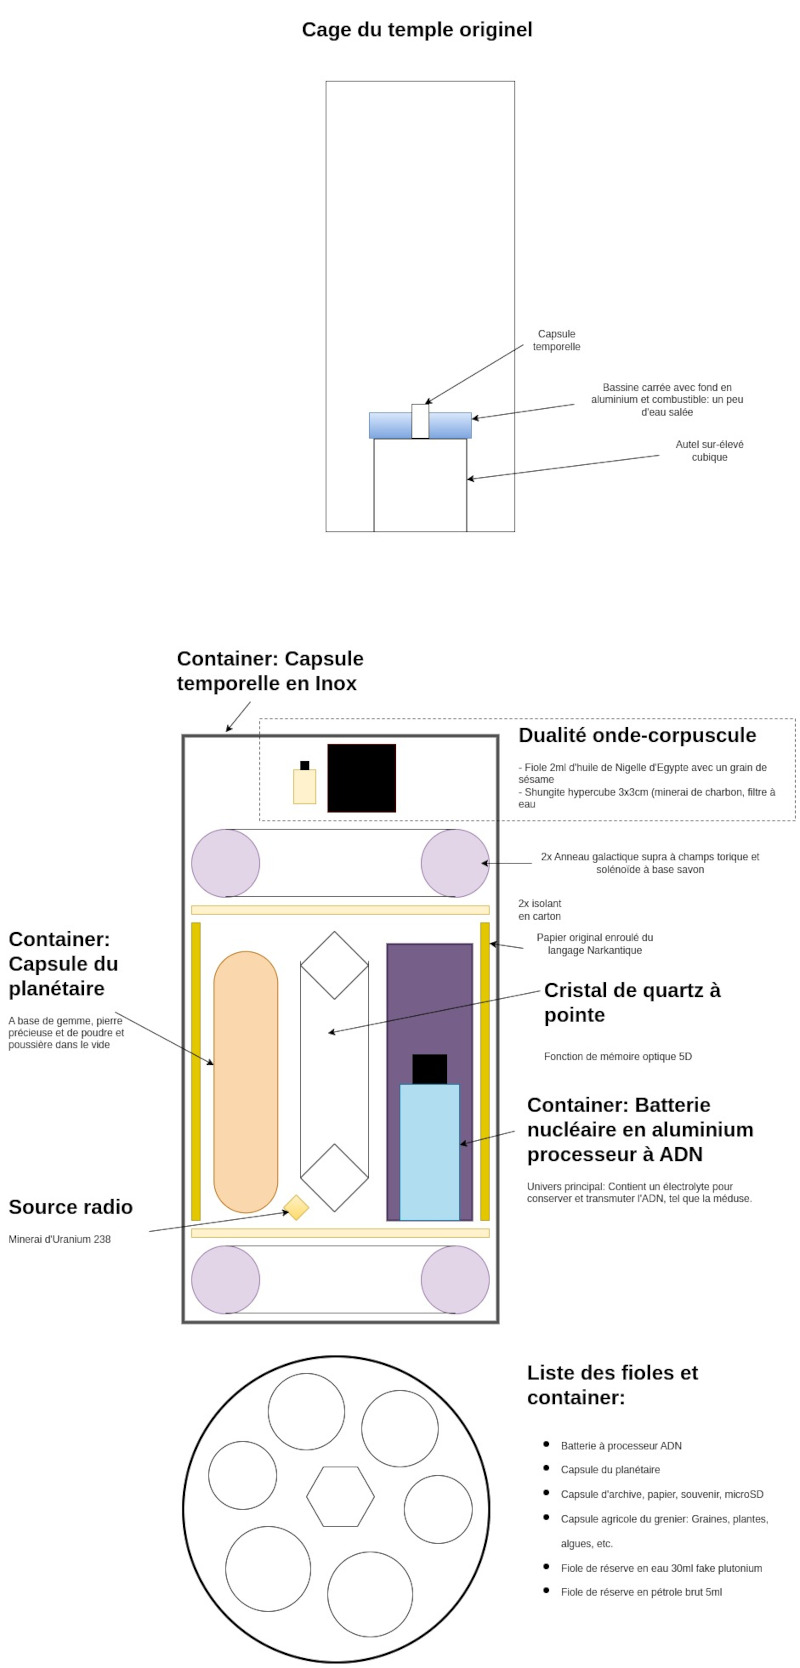 Cage du temple originel
Capsule
temporelle
Bassine carrée avec fond en
aluminium et combustible: un peu
d'eau salée
Autel sur-élevé
cubique
Container: Capsule
temporelle en Inox
Dualité onde-corpuscule
- Fiole 2ml d'huile de Nigelle d'Egypte avec un grain de
sésame
- Shungite hypercube 3x3cm (minerai de charbon, filtre à
eau
2x Anneau galactique supra à champs torique et
solénoïde à base savon
2x isolant
en carton
Papier original enroulé du
langage Narkantique
Container:
Capsule du
planétaire
A base de gemme, pierre
précieuse et de poudre et
poussière dans le vide
Cristal de quartz à
pointe
Fonction de mémoire optique 5D
Container: Batterie
nucléaire en aluminium
processeur à ADN
Univers principal: Contient un électrolyte pour
conserver et transmuter l'ADN, tel que la méduse.
Source radio
Minerai d'Uranium 238
Liste des fioles et
container:
Batterie à processeur ADN
Capsule du planétaire
Capsule d'archive, papier, souvenir, microSD
Capsule agricole du grenier: Graines, plantes,
algues, etc.
Fiole de réserve en eau 30ml fake plutonium
Fiole de réserve en pétrole brut 5ml